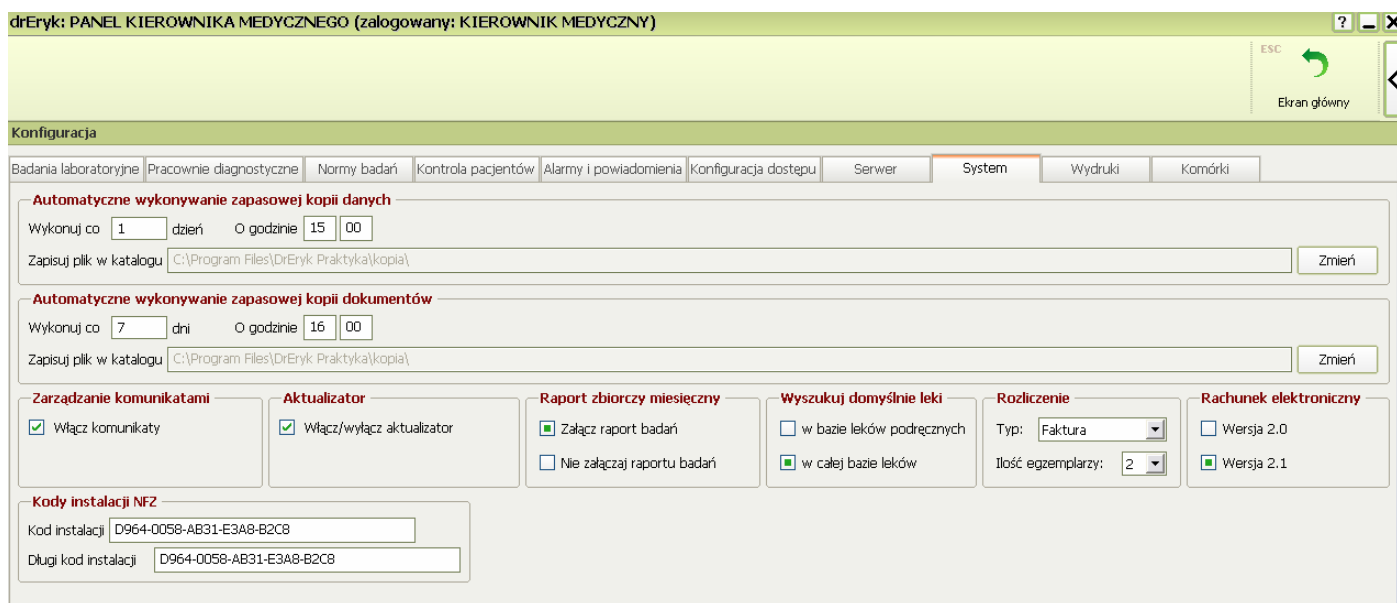 drEryk: PANEL KIEROWNIKA MEDYCZNEGO (zalogowany: KIEROWNIK MEDYCZNY)
ESC
Ekran główny
Konfiguracja
Badania laboratoryjne Pracownie diagnostyczne Normy badań Kontrola pacjentów Alarmy i powiadomienia Konfiguracja dostępu Serwer System Wydruki Komórki
Automatyczne wykonywanie zapasowej kopii danych
Wykonuj co 1 dzień O godzinie 15 00
Zapisuj plik w katalogu C:\Program Files\DrEryk Praktyka\kopia\ Zmień
Automatyczne wykonywanie zapasowej kopii dokumentów
Wykonuj co 7 dni O godzinie 16 00
Zapisuj plik w katalogu C:\Program Files\DrEryk Praktyka\kopia\ Zmień
Zarządzanie komunikatami Aktualizator Raport zbiorczy miesięczny Wyszukuj domyślnie leki Rozliczenie Rachunek elektroniczny
Włącz komunikaty Włącz/wyłącz aktualizator Załącz raport badań w bazie leków podręcznych Typ: Faktura Wersja 2.0
Nie załączaj raportu badań w całej bazie leków Ilość egzemplarzy: 2 Wersja 2.1
Kody instalacji NFZ
Kod instalacji D964-0058-AB31-E3A8-B2C8
Długi kod instalacji D964-0058-AB31-E3A8-B2C8